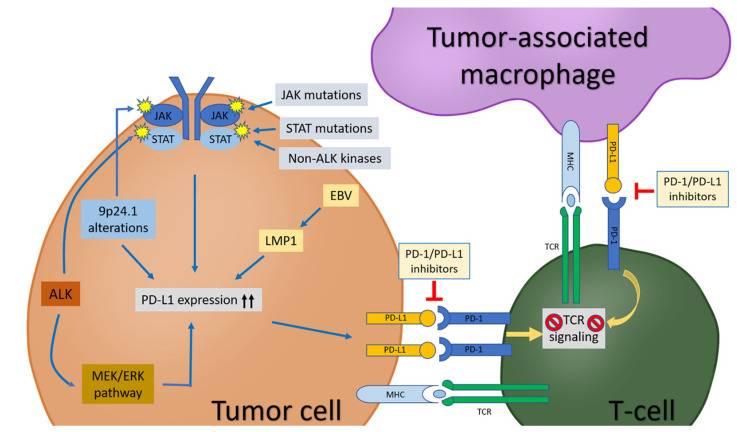 Tumor-associated
macrophage
JAK mutations
STAT mutations
Non-ALK kinases
JAK
JAK
STAT
STAT
9p24.1
alterations
EBV
LMP1
ALK
PD-L1 expression
MEK/ERK
pathway
Tumor cell
PD-1/PD-L1
inhibitors
PD-L1
PD-1
PD-L1
PD-1
MHC
TCR
MHC
TCR
PD-L1
PD-1
PD-1/PD-L1
inhibitors
TCR
signaling
T-cell